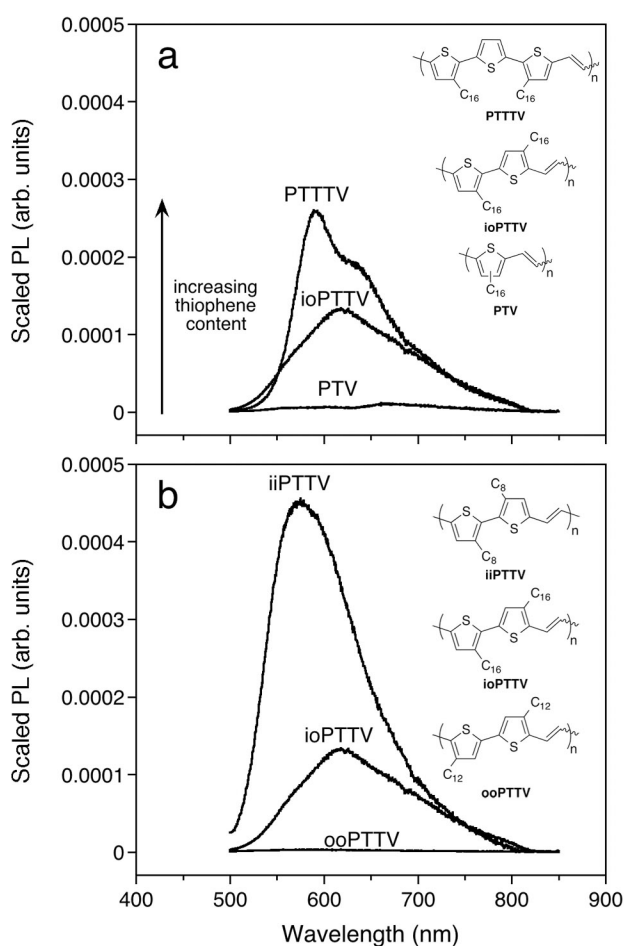 0.0005
a
S
S
S
n
C16
C16
PTTTV
0.0004
C16
S
S
n
C16
ioPTTV
0.0003
PTTTV
S
n
C16
PTV
Scaled PL (arb. units)
0.0002
increasing
thiophene
content
ioPTTV
0.0001
PTV
0
0.0005
b
iiPTTV
C8
S
S
n
C8
iiPTTV
0.0004
C16
S
S
n
C16
ioPTTV
0.0003
Scaled PL (arb. units)
0.0002
C12
S
S
n
C12
ooPTTV
ioPTTV
0.0001
ooPTTV
0
400 500 600 700 800 900
Wavelength (nm)